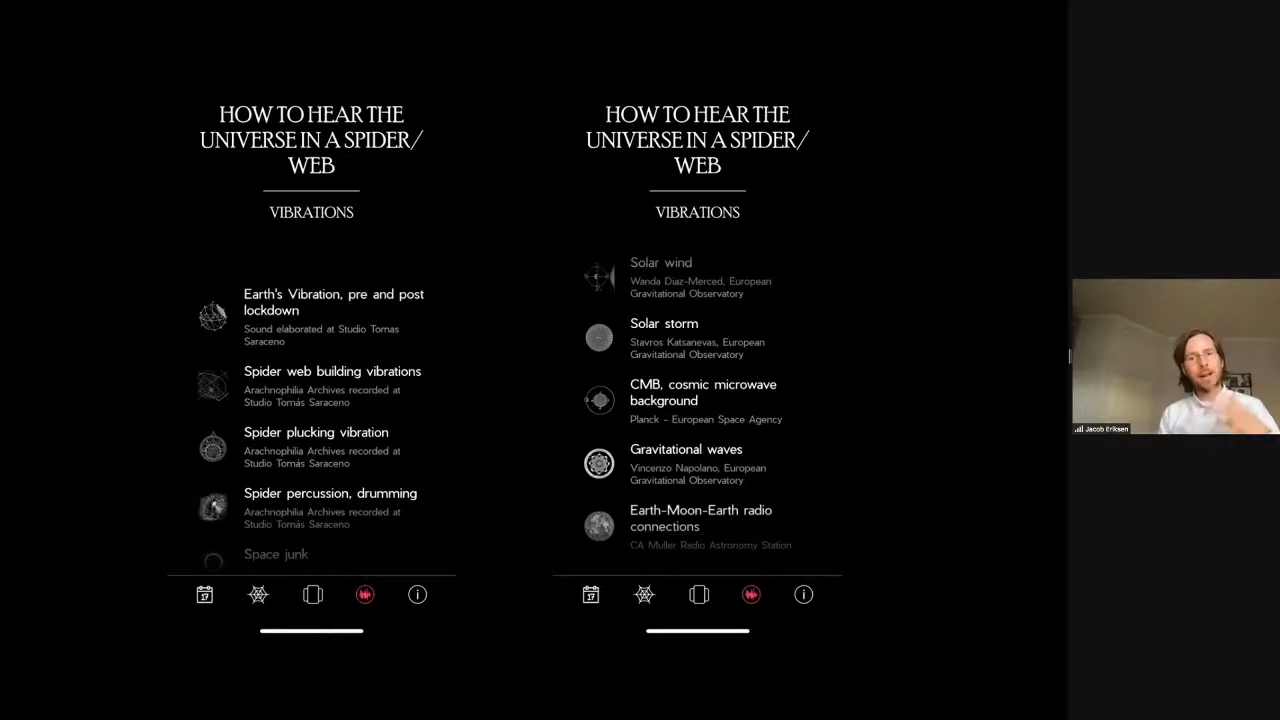 HOW TO HEAR THE
UNIVERSE IN A SPIDER/
WEB
VIBRATIONS
Earth's Vibration, pre and post
lockdown
Sound elaborated at Studio Tomas
Saraceno
Spider web building vibrations
Arachnophilia Archives recorded at
Studio Tomás Saraceno
Spider plucking vibration
Arachnophilia Archives recorded at
Studio Tomás Saraceno
Spider percussion, drumming
Arachnophilia Archives recorded at
Studio Tomás Saraceno
Space junk
17
HOW TO HEAR THE
UNIVERSE IN A SPIDER/
WEB
VIBRATIONS
Solar wind
Wanda Diaz-Merced, European
Gravitational Observatory
Solar storm
Stavros Katsanevas, European
Gravitational Observatory
CMB, cosmic microwave
background
Planck - European Space Agency
Gravitational waves
Vincenzo Napolano, European
Gravitational Observatory
Earth-Moon-Earth radio
connections
CA Muller Radio Astronomy Station
17
Jacob Eriksen